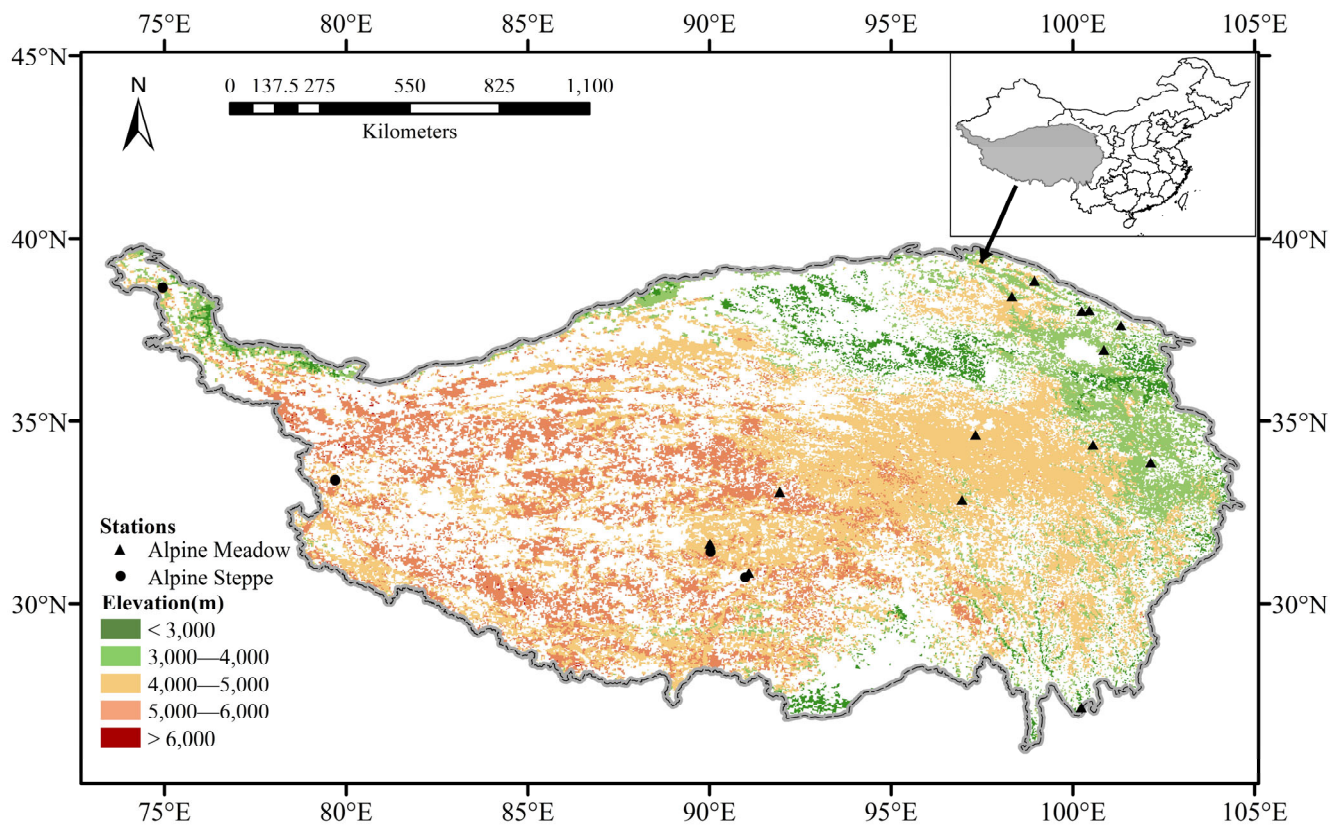 75°E 80°E 85°E 90°E 95°E 100°E 105°E
45°N
N
0 137.5 275 550 825 1,100
Kilometers
40°N 40°N
35°N 35°N
Stations
Alpine Meadow
Alpine Steppe
30°N 30°N
Elevation(m)
< 3,000
3,000—4,000
4,000—5,000
5,000—6,000
> 6,000
75°E 80°E 85°E 90°E 95°E 100°E 105°E